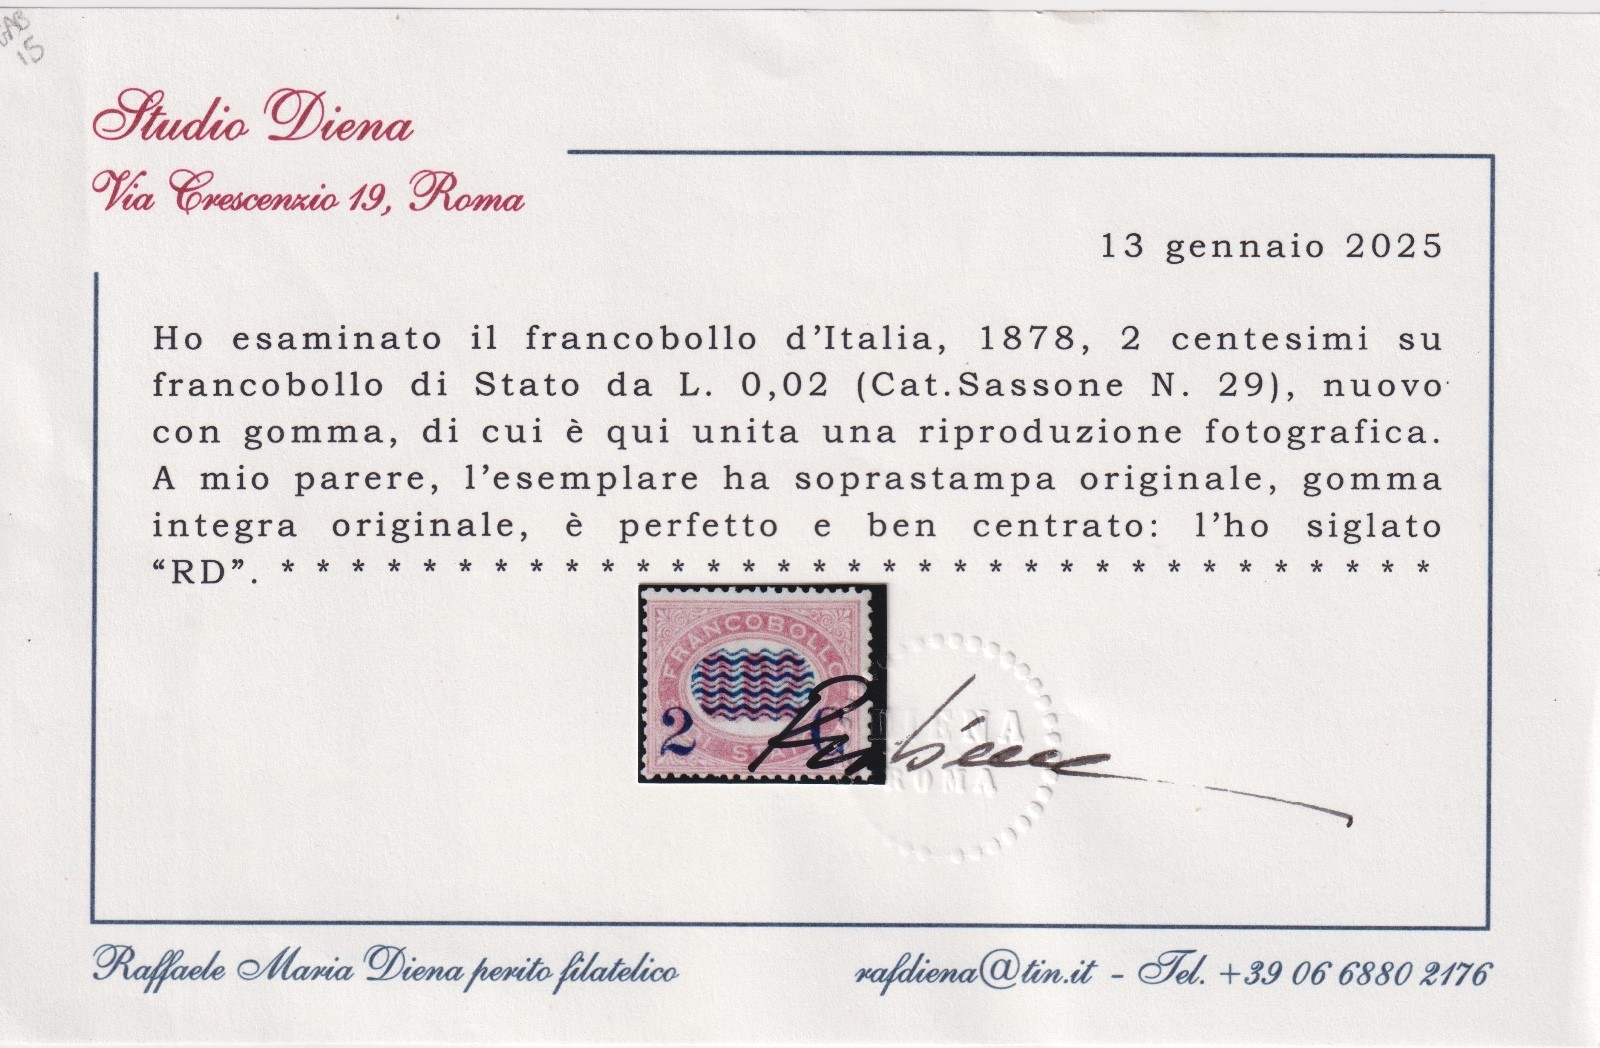 Studio Diena
Via Crescenzio 19, Roma
13 gennaio 2025
Ho esaminato il francobollo d'Italia, 1878, 2 centesimi su
francobollo di Stato da L. 0,02 (Cat.Sassone N. 29), nuovo
con gomma, di cui è qui unita una riproduzione fotografica.
A mio parere, l'esemplare ha soprastampa originale, gomma
integra originale, è perfetto e ben centrato: l'ho siglato
“RD”. * * * * * * * * * * * * * * * * * * * * * * * * * * * * * * * * *
FRANCOBOLLO
2 C
DI STATO
Raffaele Maria Diena perito filatelico
rafdiena@tin.it - Tel. +39 06 6880 2176